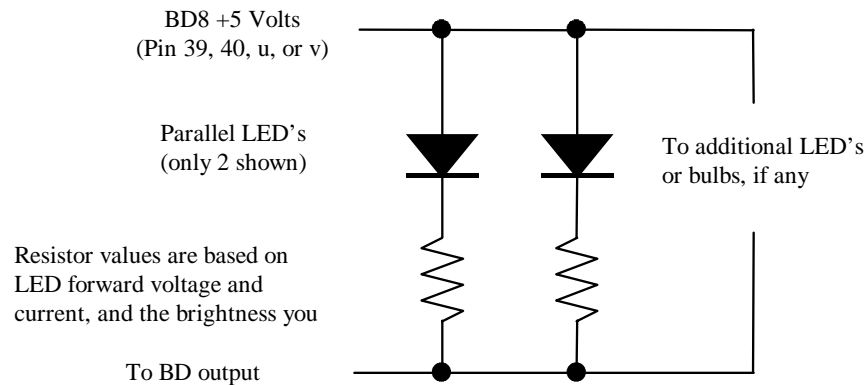 BD8 +5 Volts
(Pin 39, 40, u, or v)
Parallel LED's
(only 2 shown)
To additional LED's
or bulbs, if any
Resistor values are based on
LED forward voltage and
current, and the brightness you
To BD output